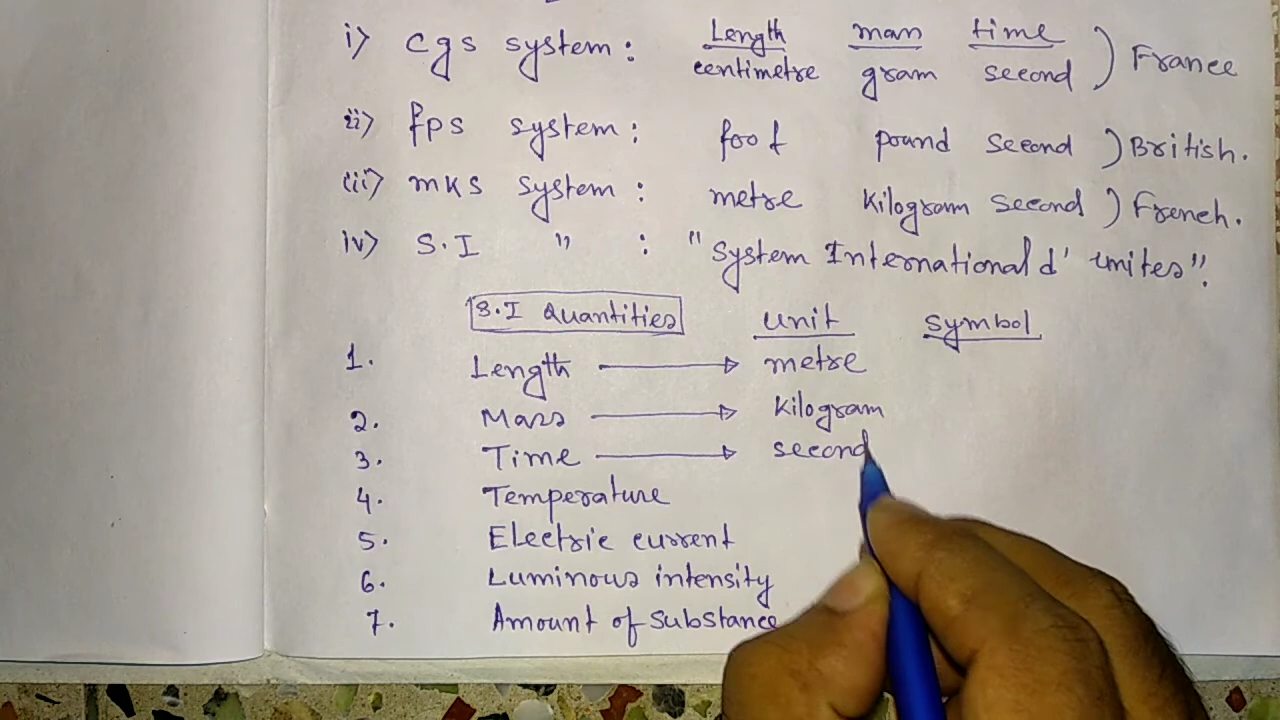 Length man time
i) cgs system : centimetre gram second ) France
ii) fps system : foot pound second ) British.
(iii) mks system : metre kilogram second ) French.
iv) S.I " : "System International d' unites".
S.I Quantities unit symbol
1. Length → metre
2. Mass → kilogram
3. Time → second
4. Temperature
5. Electric current
6. Luminous intensity
7. Amount of substance